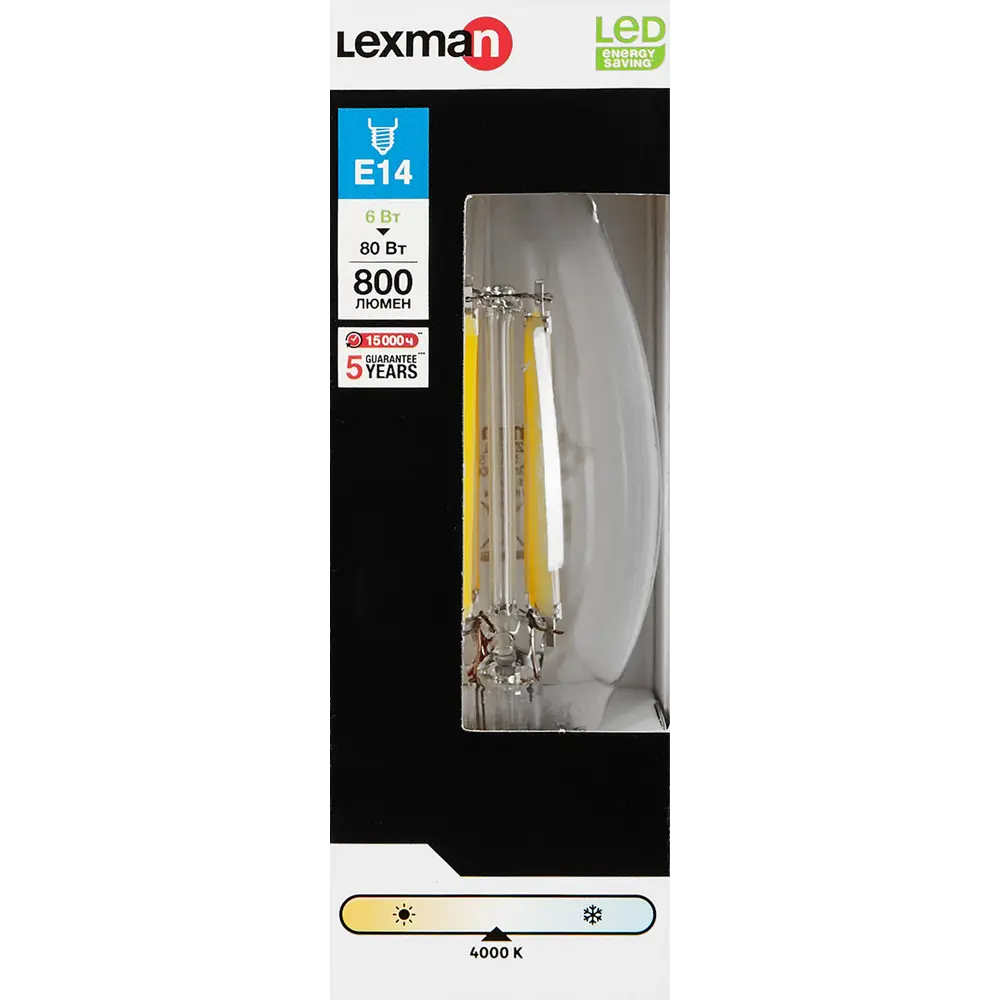 Lexman
LED
energy
saving*
E14
6 Вт
80 Вт
800
ЛЮМЕН
15000 ч**
5 GUARANTEE***
YEARS
4000 K